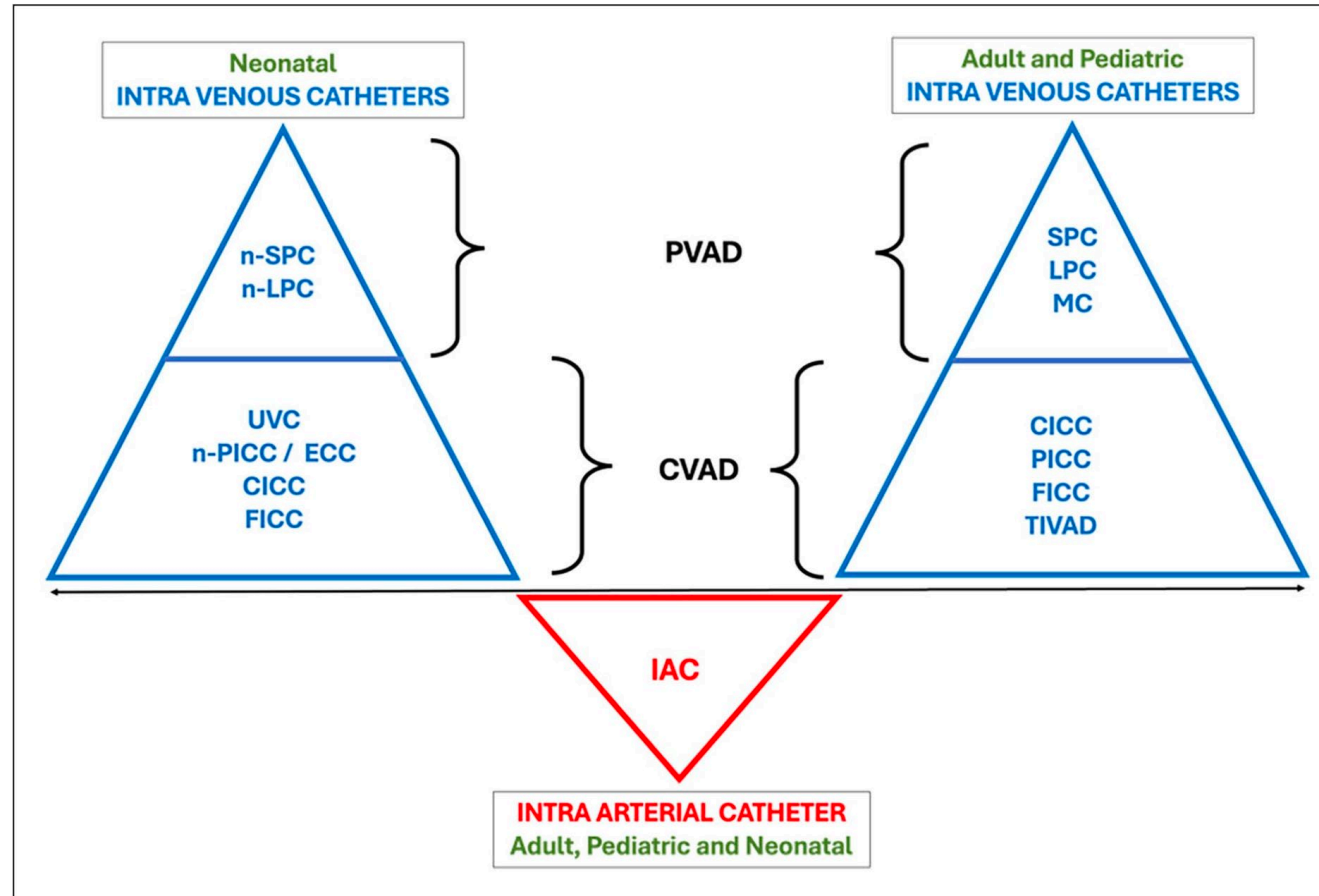 Neonatal
INTRA VENOUS CATHETERS
n-SPC
n-LPC
UVC
n-PICC / ECC
CICC
FICC
PVAD
CVAD
Adult and Pediatric
INTRA VENOUS CATHETERS
SPC
LPC
MC
CICC
PICC
FICC
TIVAD
IAC
INTRA ARTERIAL CATHETER
Adult, Pediatric and Neonatal